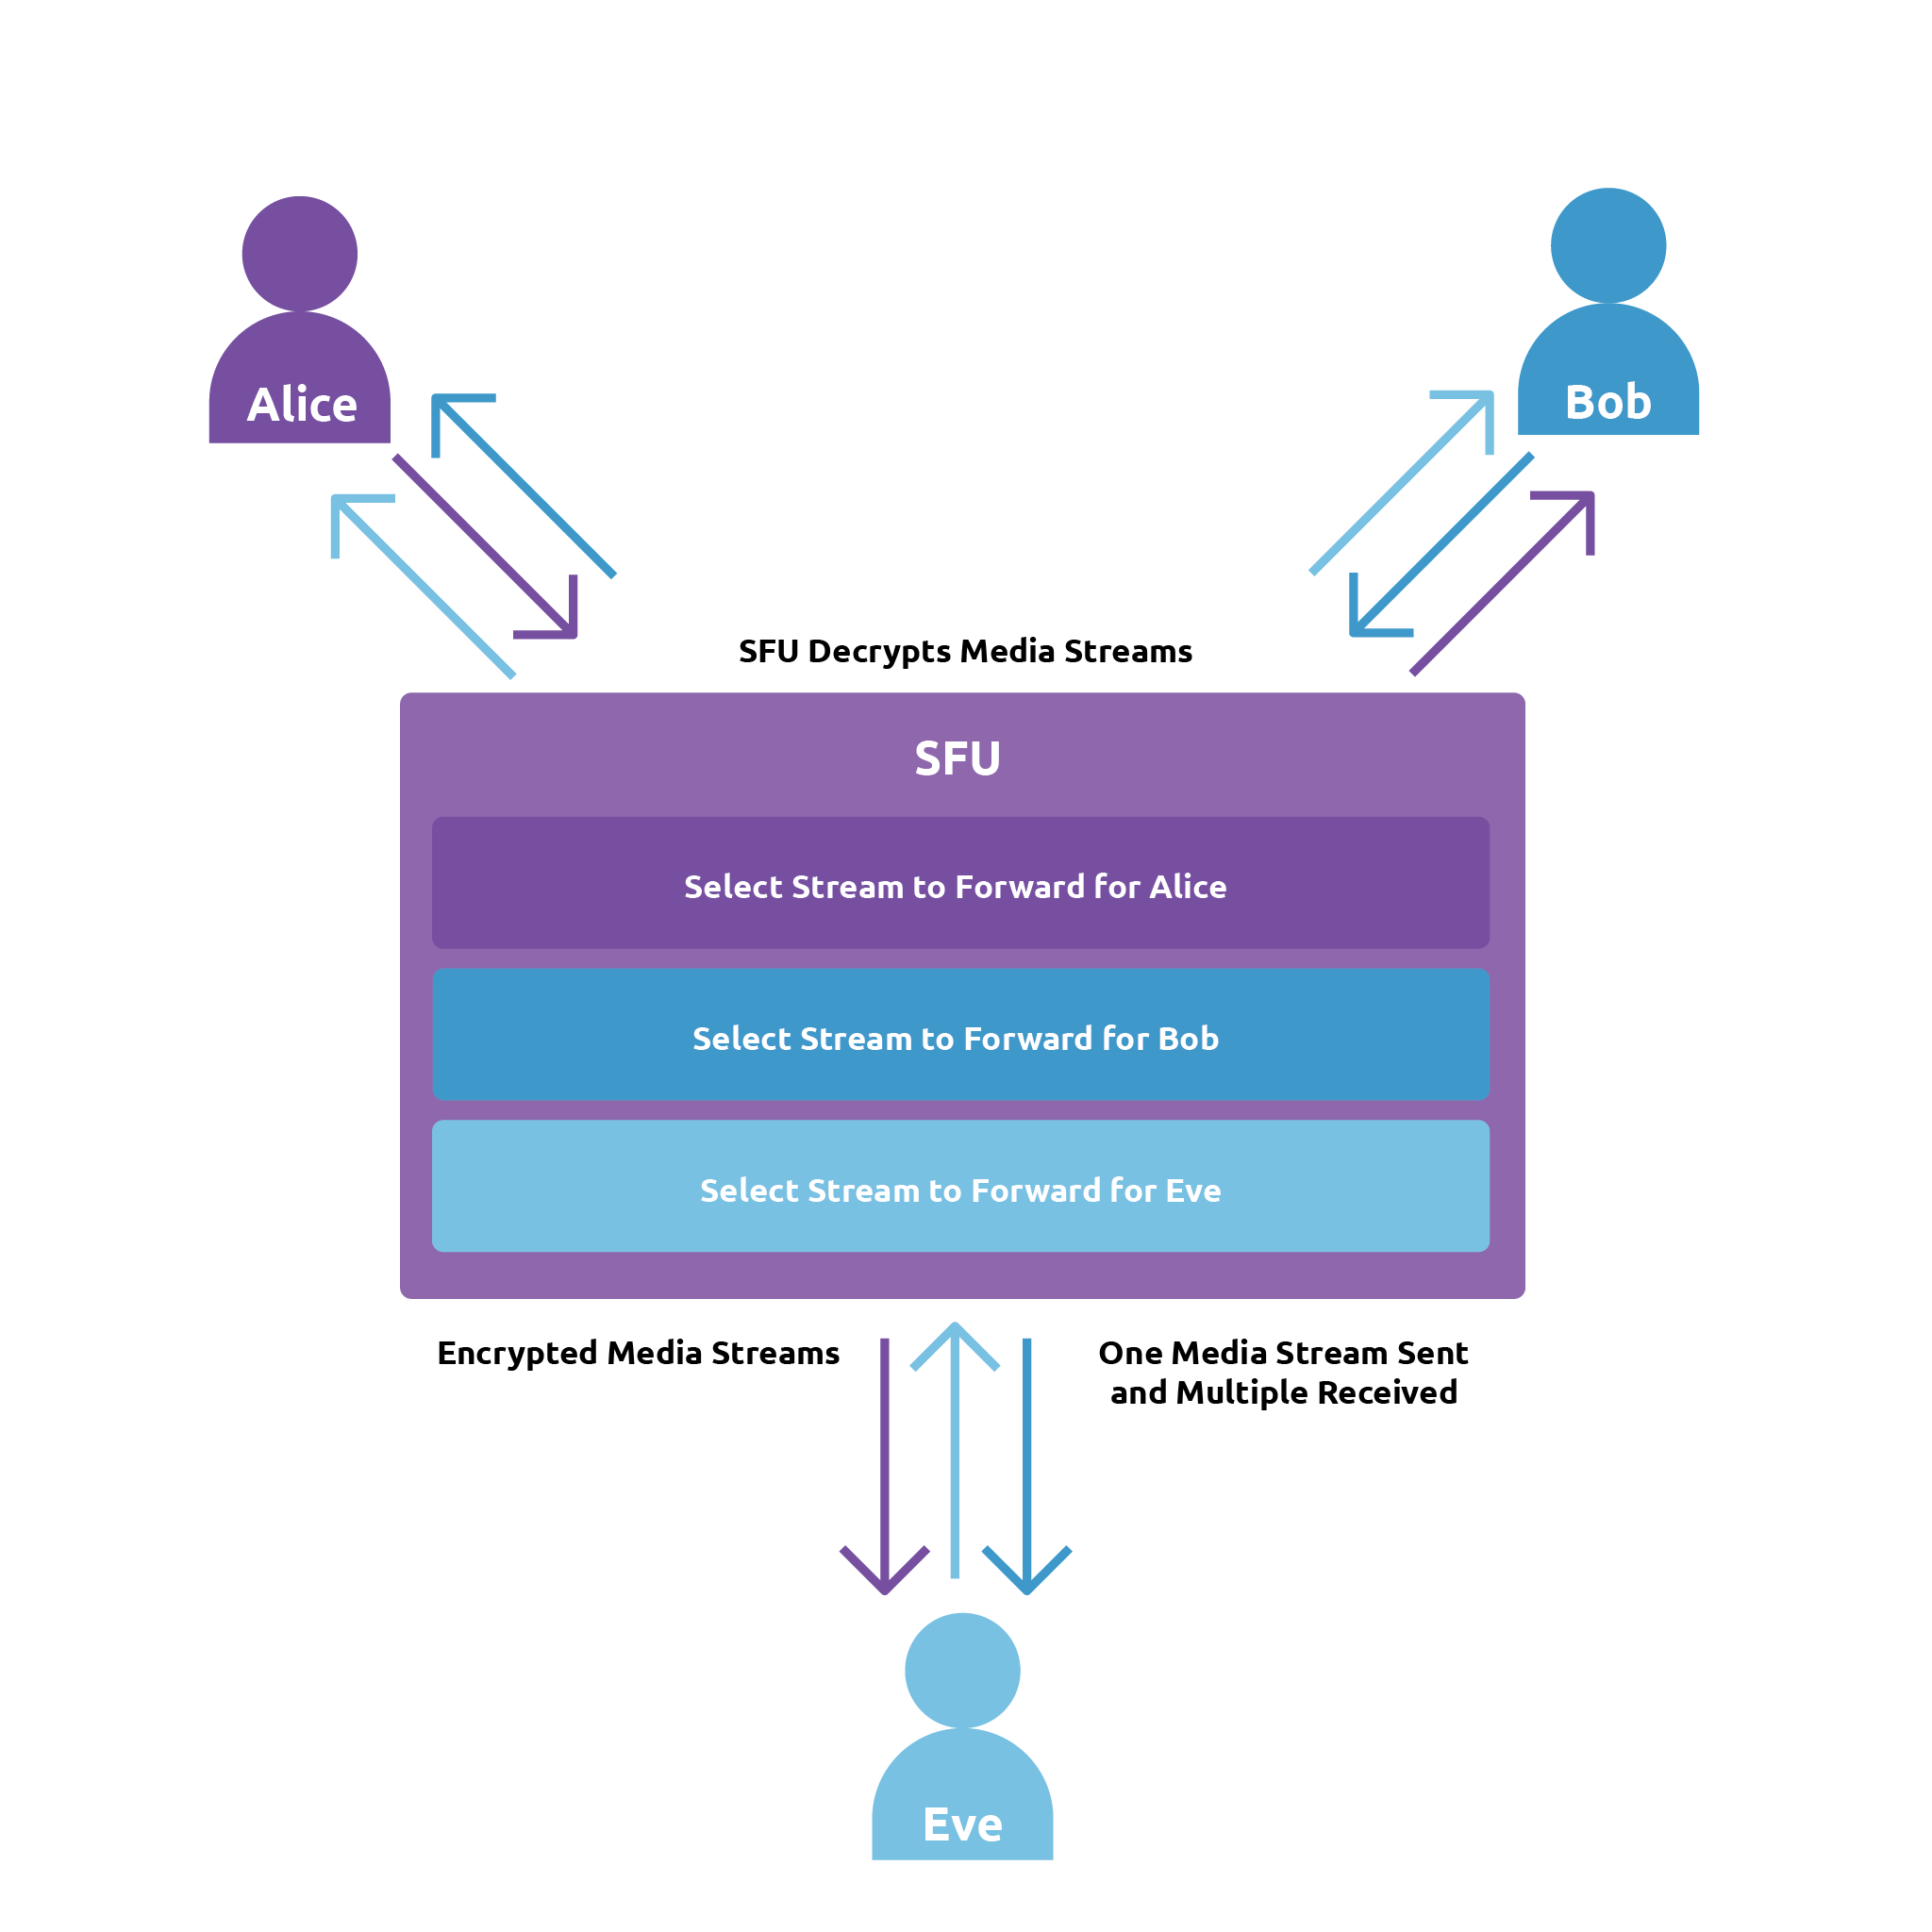 Alice
Bob
SFU Decrypts Media Streams
SFU
Select Stream to Forward for Alice
Select Stream to Forward for Bob
Select Stream to Forward for Eve
Encrypted Media Streams
One Media Stream Sent
and Multiple Received
Eve